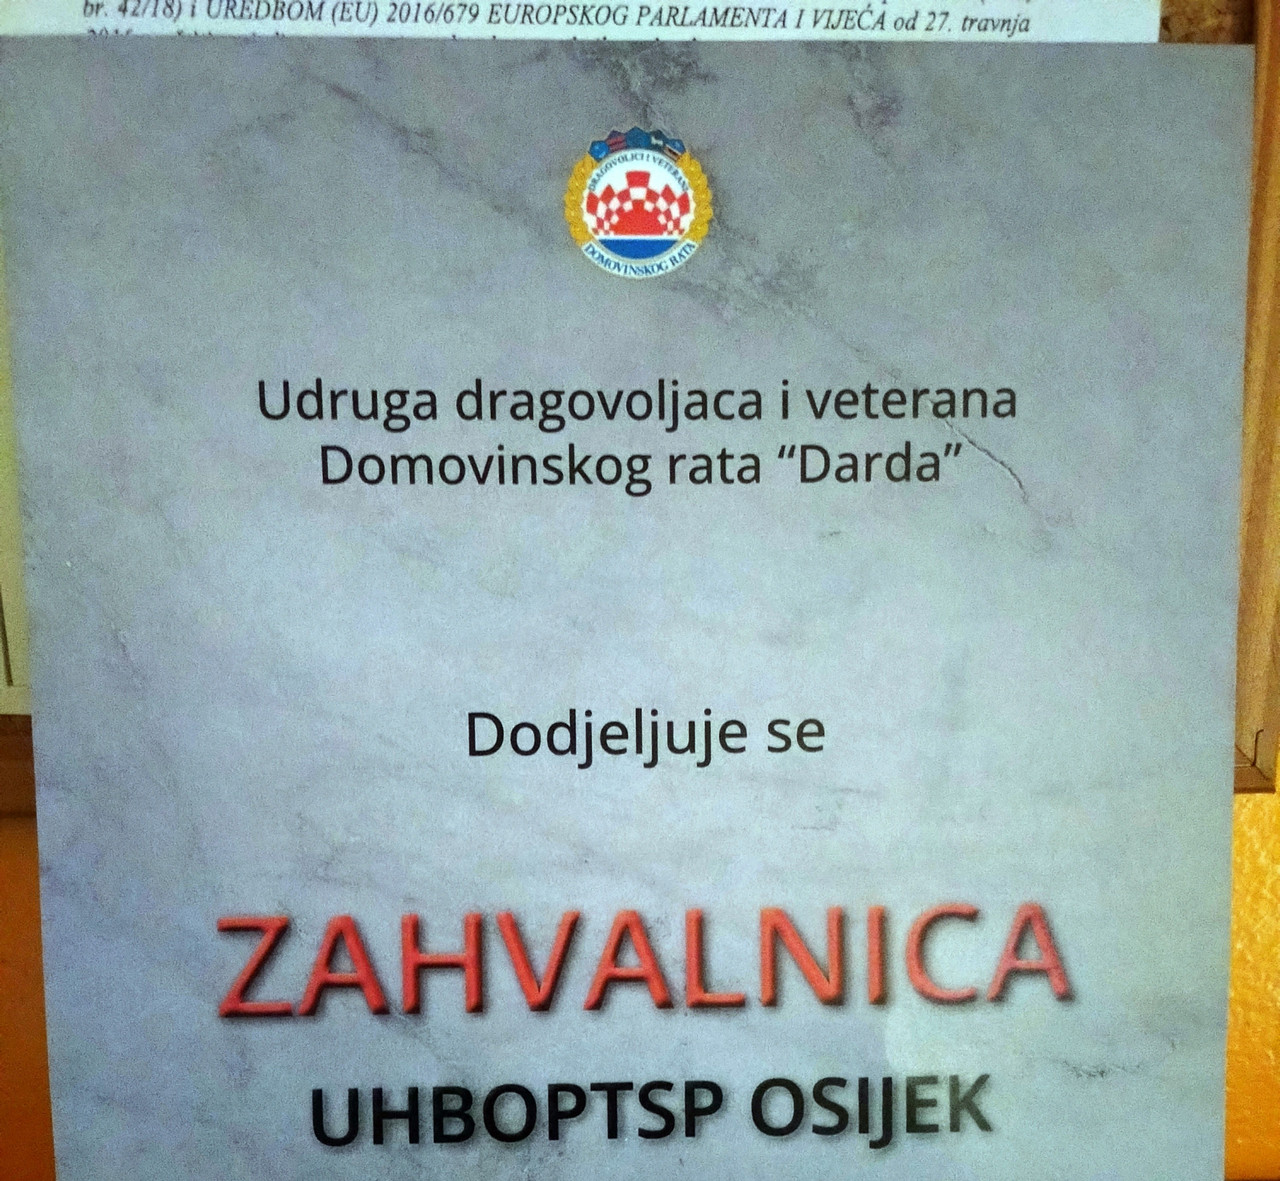 br. 42/18) i UREDBOM (EU) 2016/679 EUROPSKOG PARLAMENTA I VIJEĆA od 27. travnja
DRAGOVOLJCI I VETERANI
DOMOVINSKOG RATA
Udruga dragovoljaca i veterana
Domovinskog rata “Darda”
Dodjeljuje se
ZAHVALNICA
UHBOPTSP OSIJEK